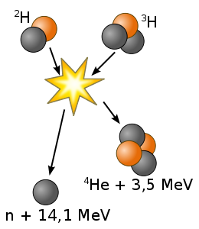 ²H
³H
⁴He + 3,5 MeV
n + 14,1 MeV